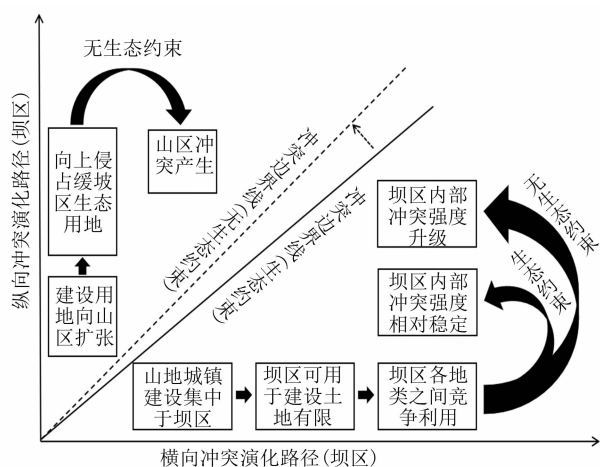 纵向冲突演化路径(坝区)
无生态约束
向上侵
占缓坡
区生态
用地
山区冲
突产生
建设用
地向山
区扩张
冲突边界线(无生态约束)
冲突边界线(生态约束)
坝区内部
冲突强度
升级
坝区内部
冲突强度
相对稳定
无生态约束
生态约束
山地城镇
建设集中
于坝区
坝区可用
于建设土
地有限
坝区各地
类之间竞
争利用
横向冲突演化路径(坝区)